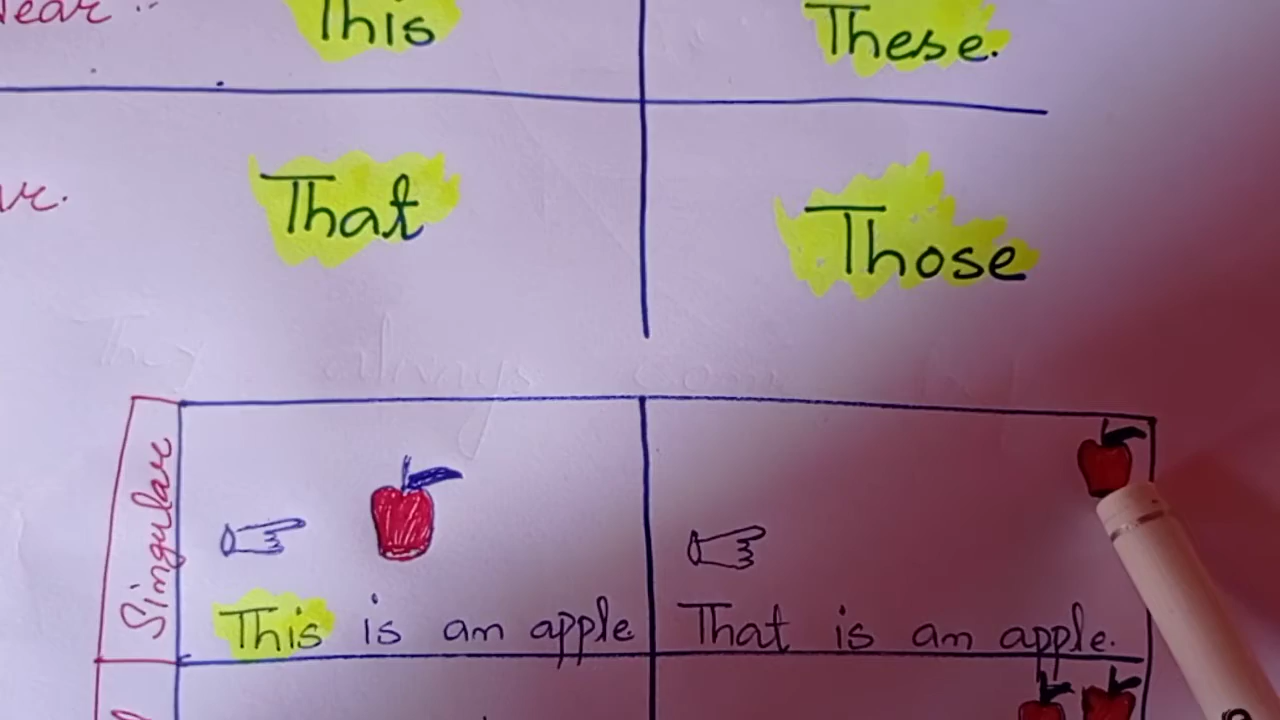 This These.
That Those
Singular
This is an apple That is an apple.